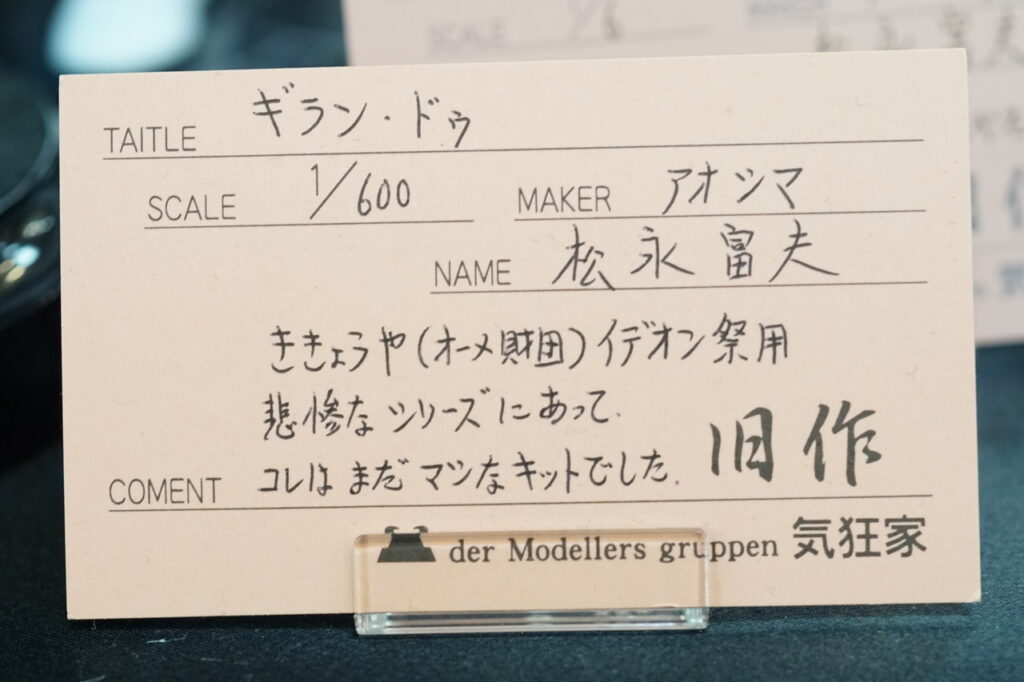 TAITLE ギラン・ドゥ
SCALE 1/600 MAKER アオシマ
NAME 松永富夫
ききょうや(オーメ財団)イデオン祭用
悲惨なシリーズにあって.
COMENT コレはまだマシなキットでした. 旧作
der Modellers gruppen 気狂家
SCALE 1/6